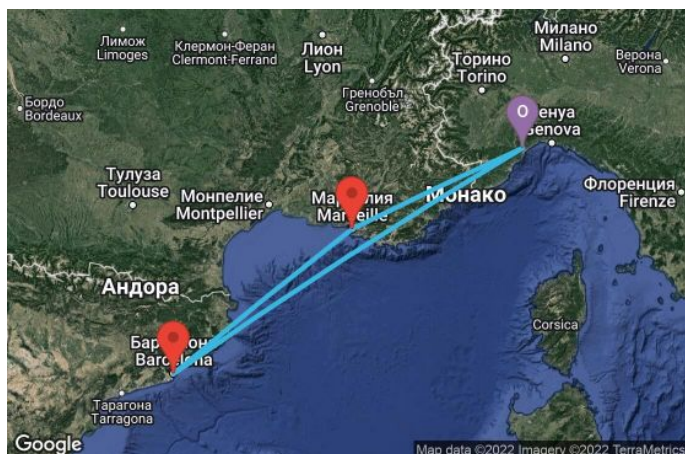 Лимож
Limoges
Клермон-Феран
Clermont-Ferrand
Лион
Lyon
Милано
Milano
Торино
Torino
Верона
Verona
Гренобъл
Grenoble
Бордо
Bordeaux
O
Genova
Тулуза
Toulouse
Монпелие
Montpellier
Marseille
Монако
Флоренция
Firenze
Андора
Barcelona
Corsica
Тарагона
Tarragona
Google
Map data ©2022 Imagery ©2022 TerraMetrics